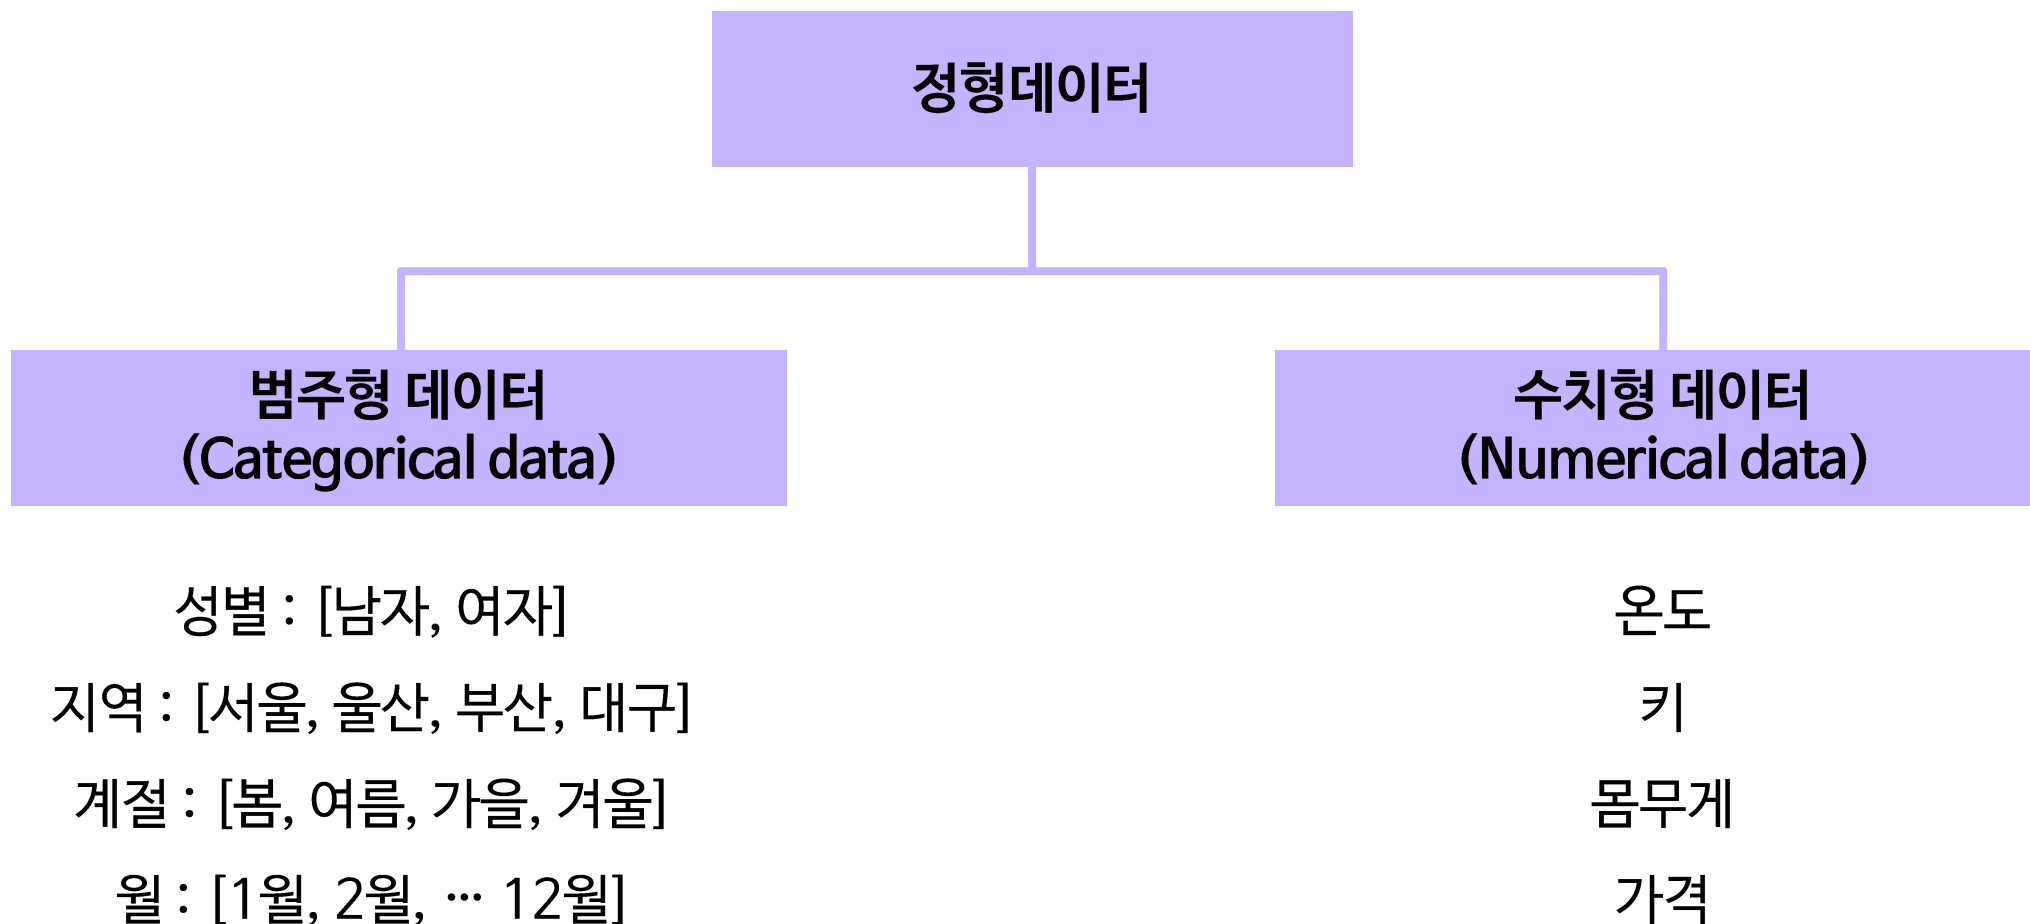 정형데이터
범주형 데이터
(Categorical data)
수치형 데이터
(Numerical data)
성별 : [남자, 여자]
지역 : [서울, 울산, 부산, 대구]
계절 : [봄, 여름, 가을, 겨울]
월 : [1월, 2월, ··· 12월]
온도
키
몸무게
가격